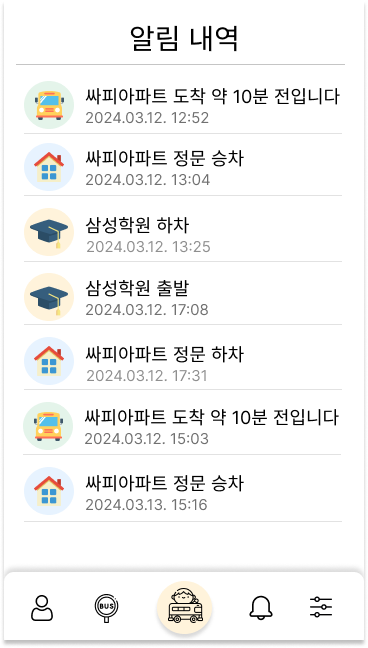 알림 내역
싸피아파트 도착 약 10분 전입니다
2024.03.12. 12:52
싸피아파트 정문 승차
2024.03.12. 13:04
삼성학원 하차
2024.03.12. 13:25
삼성학원 출발
2024.03.12. 17:08
싸피아파트 정문 하차
2024.03.12. 17:31
싸피아파트 도착 약 10분 전입니다
2024.03.12. 15:03
싸피아파트 정문 승차
2024.03.13. 15:16
BUS